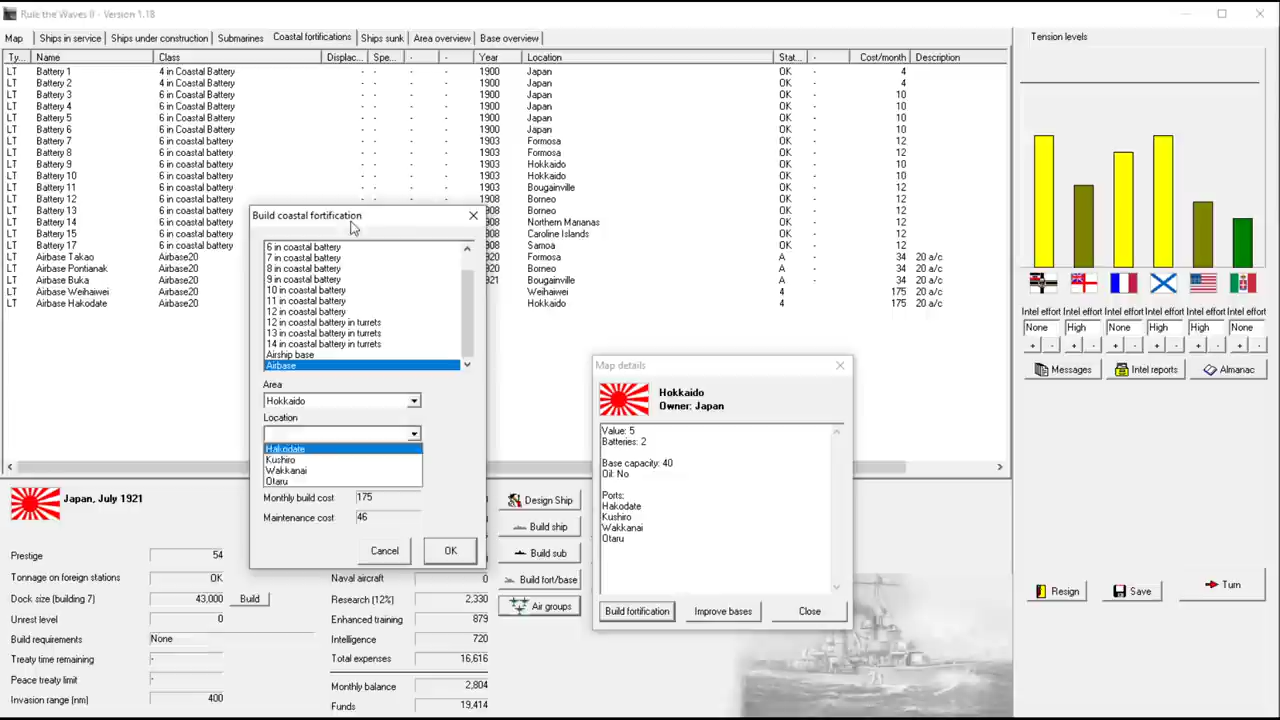 Rule the Waves II - Version 1.18
Map Ships in service Ships under construction Submarines Coastal fortifications Ships sunk Area overview Base overview
Ty... Name Class Displac... Spe... - - Year Location Stat... - Cost/month Description
LT Battery 1 4 in Coastal Battery - - 1900 Japan OK - 4
LT Battery 2 4 in Coastal Battery - - 1900 Japan OK 4
LT Battery 3 6 in Coastal Battery - - 1900 Japan OK 10
LT Battery 4 6 in Coastal Battery - - 1900 Japan OK 10
LT Battery 5 6 in Coastal Battery - - 1900 Japan OK 10
LT Battery 6 6 in Coastal Battery - - 1900 Japan OK 10
LT Battery 7 6 in coastal battery - - 1903 Formosa OK 12
LT Battery 8 6 in coastal battery - - 1903 Formosa OK 12
LT Battery 9 6 in coastal battery - - 1903 Hokkaido OK 10
LT Battery 10 6 in coastal battery - - 1903 Hokkaido OK 10
LT Battery 11 6 in coastal battery - - 1903 Bougainville OK 12
LT Battery 12 6 in coastal battery - - 1908 Borneo OK 12
LT Battery 13 6 in coastal battery 908 Borneo OK 12
LT Battery 14 6 in coastal battery 908 Northern Marianas OK 12
LT Battery 15 6 in coastal battery 908 Caroline Islands OK 12
LT Battery 17 6 in coastal battery 908 Samoa OK 12
LT Airbase Takao Airbase20 920 Formosa A 34 20 a/c
LT Airbase Pontianak Airbase20 920 Borneo A 34 20 a/c
LT Airbase Buka Airbase20 921 Bougainville A 34 20 a/c
LT Airbase Weihaiwei Airbase20 Weihaiwei 4 175 20 a/c
LT Airbase Hakodate Airbase20 Hokkaido 4 175 20 a/c
Build coastal fortification
6 in coastal battery
7 in coastal battery
8 in coastal battery
9 in coastal battery
10 in coastal battery
11 in coastal battery
12 in coastal battery
12 in coastal battery in turrets
13 in coastal battery in turrets
14 in coastal battery in turrets
Airship base
Airbase
Area
Hokkaido
Location
Hakodate
Kushiro
Wakkanai
Otaru
Monthly build cost 175
Maintenance cost 46
Cancel OK
Map details
Hokkaido
Owner: Japan
Value: 5
Batteries: 2
Base capacity: 40
Oil: No
Ports:
Hakodate
Kushiro
Wakkanai
Otaru
Build fortification Improve bases Close
Tension levels
Intel effort Intel effort Intel effort Intel effort Intel effort Intel effort
None High None High High None
+ - + - + - + - + - + -
Messages Intel reports Almanac
Japan, July 1921
Prestige 54
Tonnage on foreign stations OK
Dock size (building 7) 43,000 Build
Unrest level 0
Build requirements None
Treaty time remaining -
Peace treaty limit -
Invasion range (nm) 400
Naval aircraft 0
Research (12%) 2,330
Enhanced training 879
Intelligence 720
Total expenses 16,616
Monthly balance 2,804
Funds 19,414
Design Ship
Build ship
Build sub
Build fort/base
Air groups
Resign Save Turn